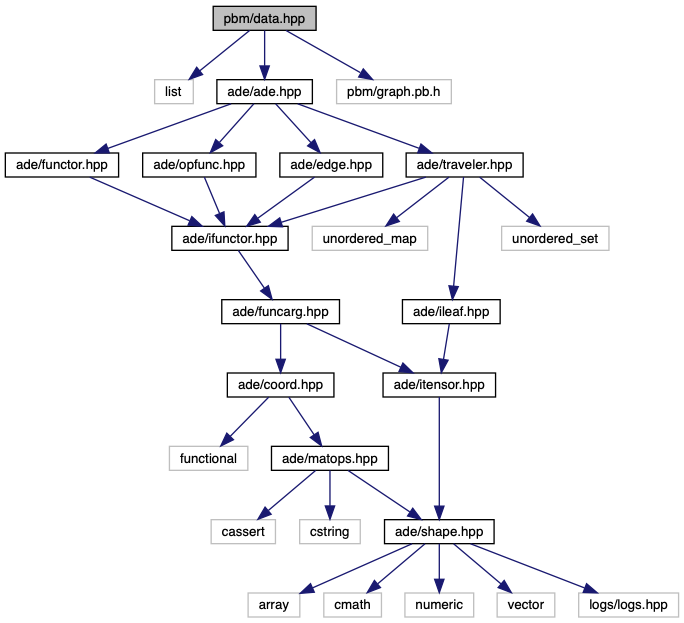 pbm/data.hpp
list
ade/ade.hpp
pbm/graph.pb.h
ade/functor.hpp
ade/opfunc.hpp
ade/edge.hpp
ade/traveler.hpp
ade/ifunctor.hpp
unordered_map
unordered_set
ade/funcarg.hpp
ade/ileaf.hpp
ade/coord.hpp
ade/itensor.hpp
functional
ade/matops.hpp
cassert
cstring
ade/shape.hpp
array
cmath
numeric
vector
logs/logs.hpp